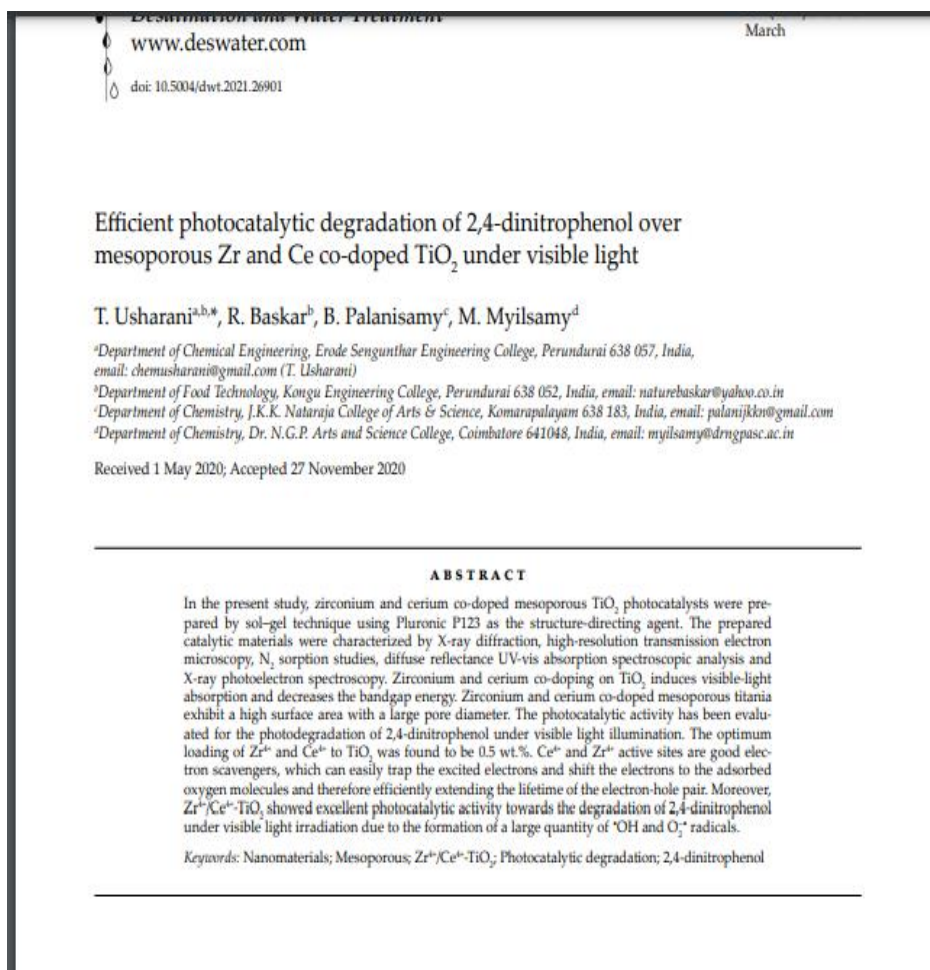 Desalination and Water Treatment
www.deswater.com
March
doi: 10.5004/dwt.2021.26901
Efficient photocatalytic degradation of 2,4-dinitrophenol over
mesoporous Zr and Ce co-doped TiO₂ under visible light
T. Usharaniᵃ,ᵇ,*, R. Baskarᵇ, B. Palanisamyᶜ, M. Myilsamyᵈ
ᵃDepartment of Chemical Engineering, Erode Sengunthar Engineering College, Perundurai 638 057, India,
email: chemusharani@gmail.com (T. Usharani)
ᵇDepartment of Food Technology, Kongu Engineering College, Perundurai 638 052, India, email: naturebaskar@yahoo.co.in
ᶜDepartment of Chemistry, J.K.K. Nataraja College of Arts & Science, Komarapalayam 638 183, India, email: palanijkkn@gmail.com
ᵈDepartment of Chemistry, Dr. N.G.P. Arts and Science College, Coimbatore 641048, India, email: myilsamy@drngpasc.ac.in
Received 1 May 2020; Accepted 27 November 2020
ABSTRACT
In the present study, zirconium and cerium co-doped mesoporous TiO₂ photocatalysts were pre-
pared by sol–gel technique using Pluronic P123 as the structure-directing agent. The prepared
catalytic materials were characterized by X-ray diffraction, high-resolution transmission electron
microscopy, N₂ sorption studies, diffuse reflectance UV-vis absorption spectroscopic analysis and
X-ray photoelectron spectroscopy. Zirconium and cerium co-doping on TiO₂ induces visible-light
absorption and decreases the bandgap energy. Zirconium and cerium co-doped mesoporous titania
exhibit a high surface area with a large pore diameter. The photocatalytic activity has been evalu-
ated for the photodegradation of 2,4-dinitrophenol under visible light illumination. The optimum
loading of Zr⁴⁺ and Ce⁴⁺ to TiO₂ was found to be 0.5 wt.%. Ce⁴⁺ and Zr⁴⁺ active sites are good elec-
tron scavengers, which can easily trap the excited electrons and shift the electrons to the adsorbed
oxygen molecules and therefore efficiently extending the lifetime of the electron-hole pair. Moreover,
Zr⁴⁺/Ce⁴⁺-TiO₂ showed excellent photocatalytic activity towards the degradation of 2,4-dinitrophenol
under visible light irradiation due to the formation of a large quantity of •OH and O₂⁻• radicals.
Keywords: Nanomaterials; Mesoporous; Zr⁴⁺/Ce⁴⁺-TiO₂; Photocatalytic degradation; 2,4-dinitrophenol